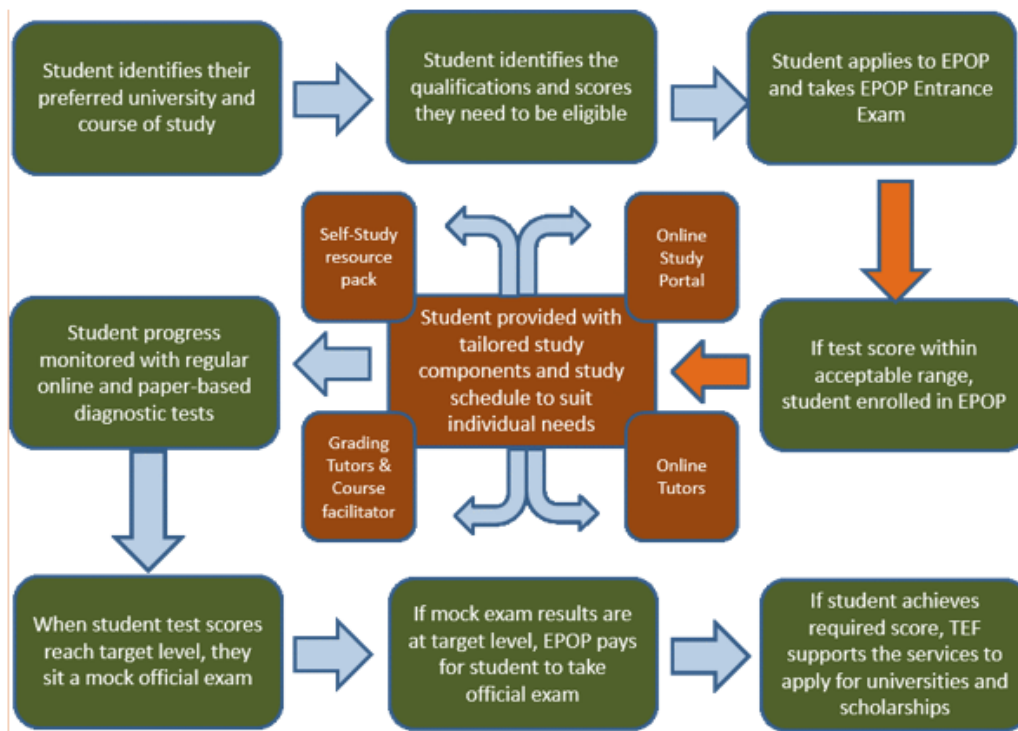 Student identifies their
preferred university and
course of study
Student identifies the
qualifications and scores
they need to be eligible
Student applies to EPOP
and takes EPOP Entrance
Exam
Self-Study
resource
pack
Online
Study
Portal
Student progress
monitored with regular
online and paper-based
diagnostic tests
Student provided with
tailored study
components and study
schedule to suit
individual needs
If test score within
acceptable range,
student enrolled in EPOP
Grading
Tutors &
Course
facilitator
Online
Tutors
When student test scores
reach target level, they
sit a mock official exam
If mock exam results are
at target level, EPOP pays
for student to take
official exam
If student achieves
required score, TEF
supports the services to
apply for universities and
scholarships